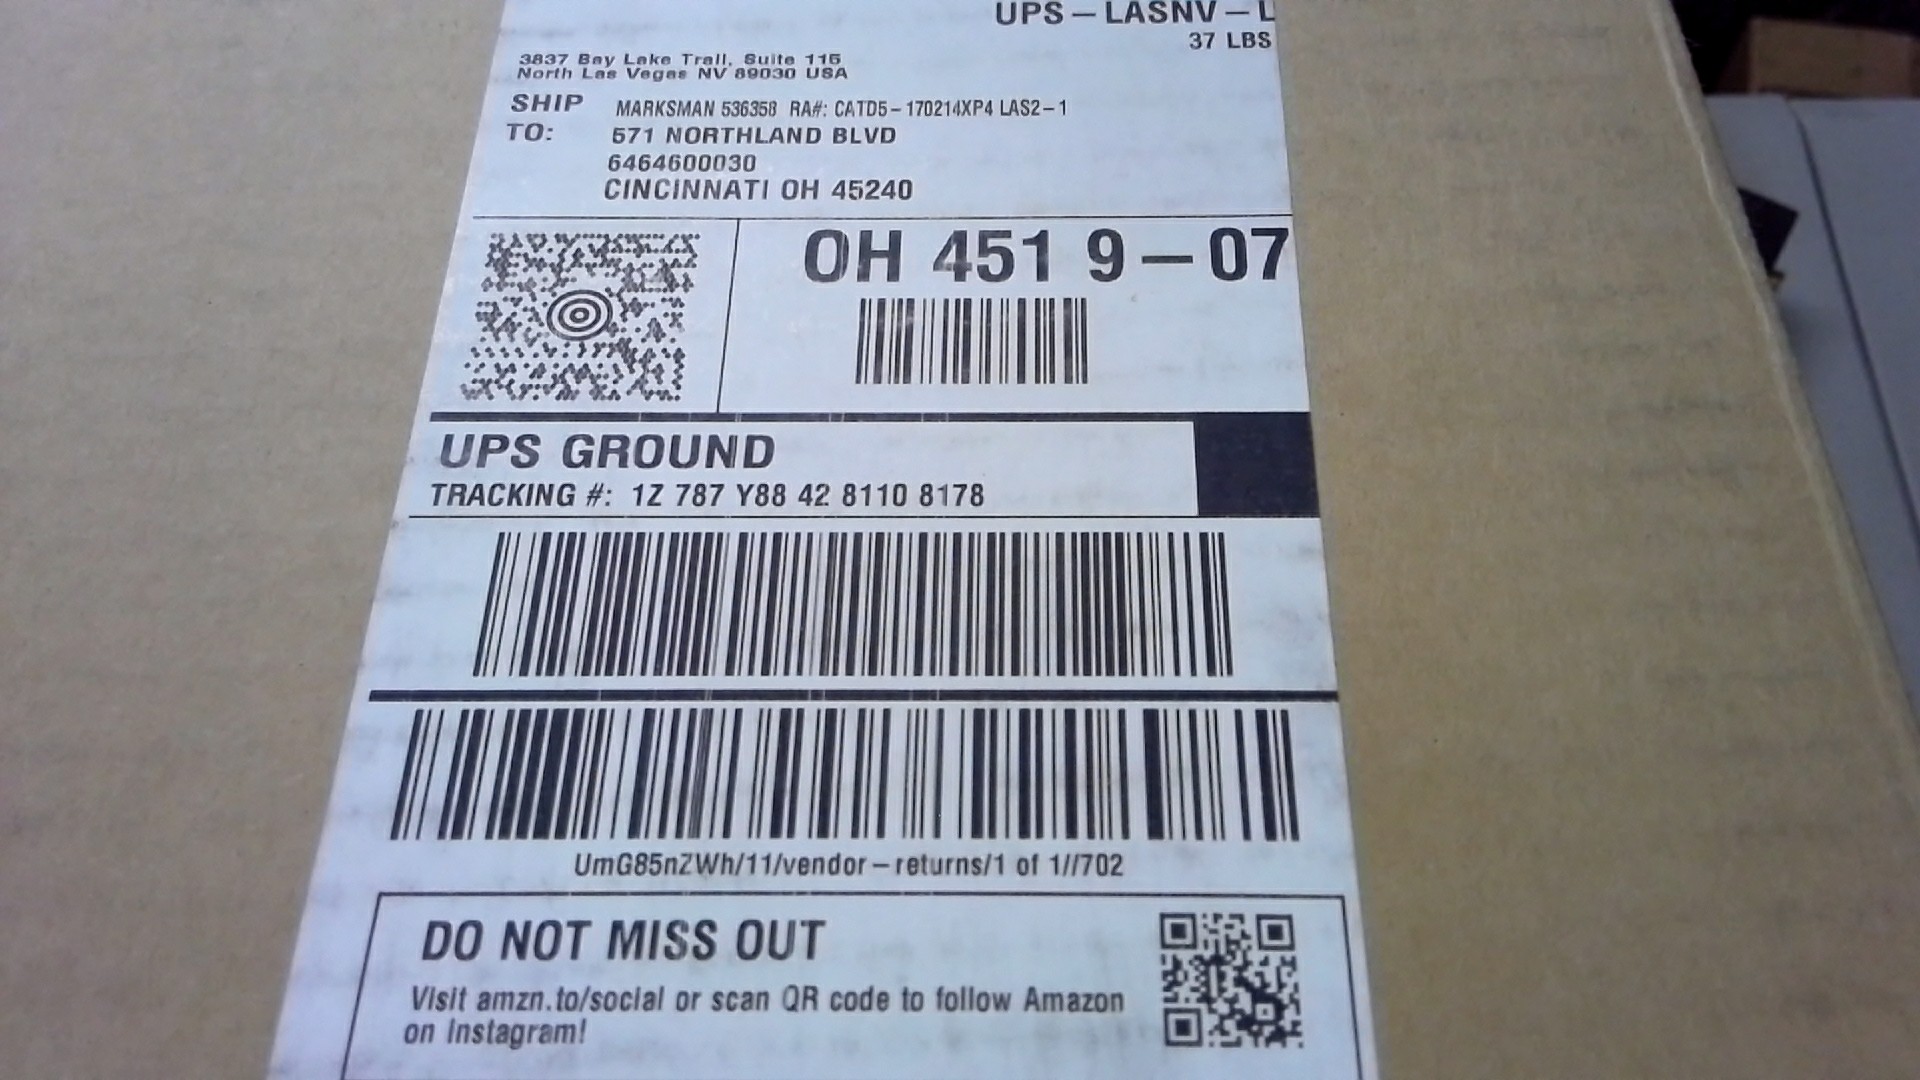 UPS – LASNV – L
37 LBS
3837 Bay Lake Trail, Suite 115
North Las Vegas NV 89030 USA
SHIP TO:
MARKSMAN 536358 RA#: CATD5 – 170214XP4 LAS2 – 1
571 NORTHLAND BLVD
6464600030
CINCINNATI OH 45240
OH 451 9 – 07
UPS GROUND
TRACKING #: 1Z 787 Y88 42 8110 8178
UmG85nZWh/11/vendor – returns/1 of 1//702
DO NOT MISS OUT
Visit amzn.to/social or scan QR code to follow Amazon
on Instagram!